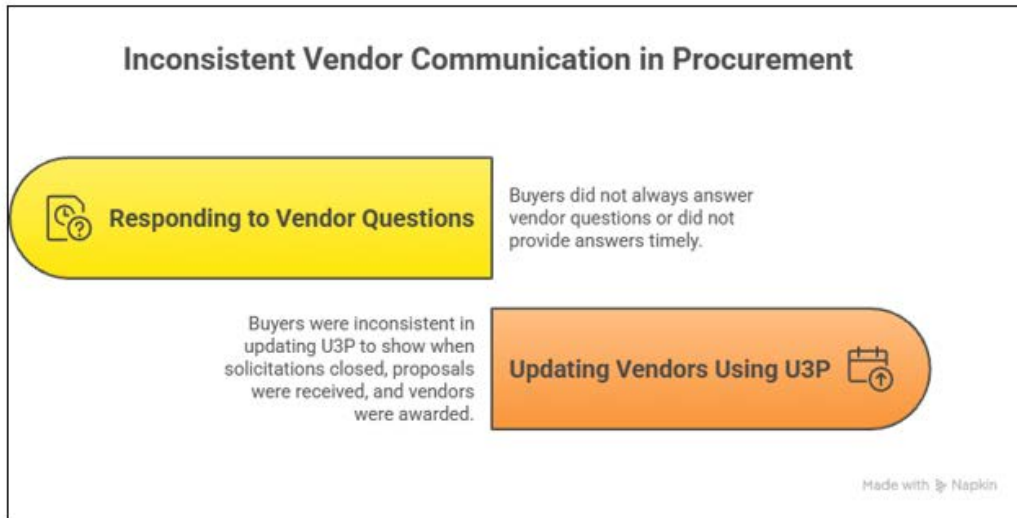 Inconsistent Vendor Communication in Procurement
Responding to Vendor Questions
Buyers did not always answer
vendor questions or did not
provide answers timely.
Buyers were inconsistent in
updating U3P to show when
solicitations closed, proposals
were received, and vendors
were awarded.
Updating Vendors Using U3P
Made with Napkin